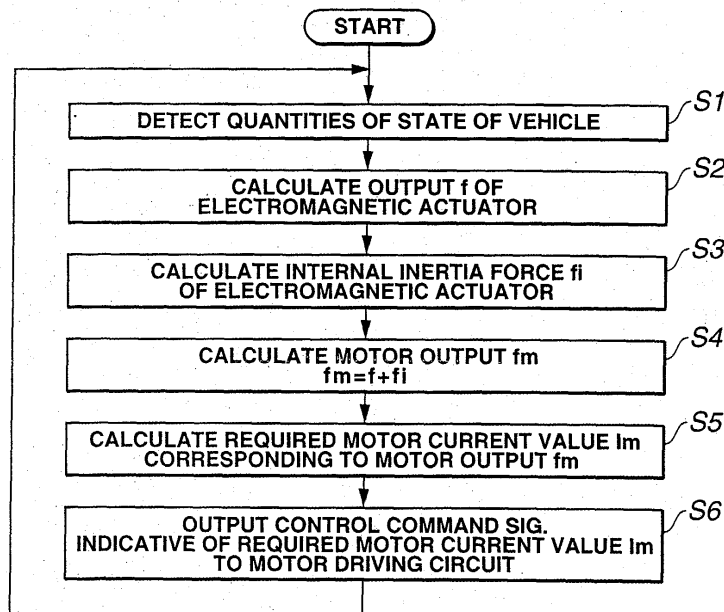 START
S1
DETECT QUANTITIES OF STATE OF VEHICLE
S2
CALCULATE OUTPUT f OF
ELECTROMAGNETIC ACTUATOR
S3
CALCULATE INTERNAL INERTIA FORCE fi
OF ELECTROMAGNETIC ACTUATOR
S4
CALCULATE MOTOR OUTPUT fm
fm=f+fi
S5
CALCULATE REQUIRED MOTOR CURRENT VALUE Im
CORRESPONDING TO MOTOR OUTPUT fm
S6
OUTPUT CONTROL COMMAND SIG.
INDICATIVE OF REQUIRED MOTOR CURRENT VALUE Im
TO MOTOR DRIVING CIRCUIT